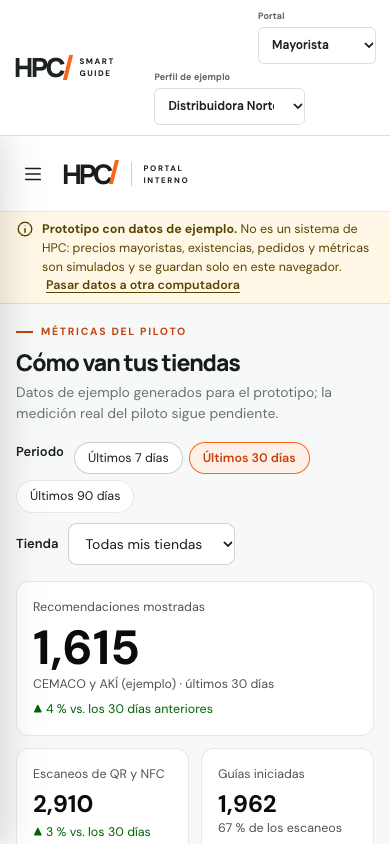 Portal
Mayorista
HPC/ SMART GUIDE
Perfil de ejemplo
Distribuidora Norte
HPC/ PORTAL INTERNO
Prototipo con datos de ejemplo. No es un sistema de
HPC: precios mayoristas, existencias, pedidos y métricas
son simulados y se guardan solo en este navegador.
Pasar datos a otra computadora
MÉTRICAS DEL PILOTO
Cómo van tus tiendas
Datos de ejemplo generados para el prototipo; la
medición real del piloto sigue pendiente.
Periodo
Últimos 7 días
Últimos 30 días
Últimos 90 días
Tienda
Todas mis tiendas
Recomendaciones mostradas
1,615
CEMACO y AKÍ (ejemplo) · últimos 30 días
▲ 4 % vs. los 30 días anteriores
Escaneos de QR y NFC
2,910
▲ 3 % vs. los 30 días
Guías iniciadas
1,962
67 % de los escaneos